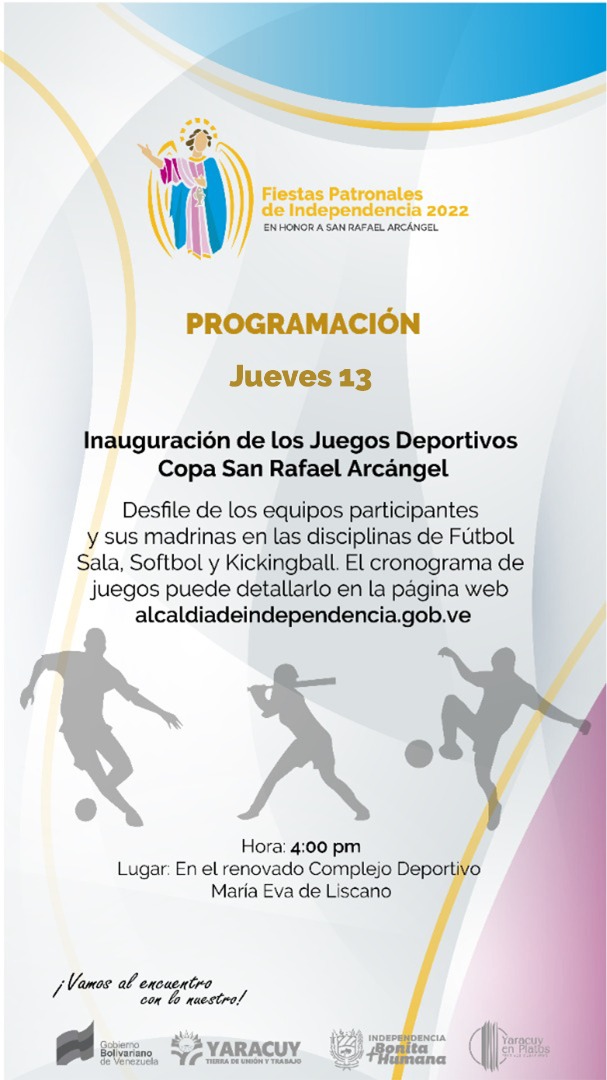 Fiestas Patronales
de Independencia 2022
EN HONOR A SAN RAFAEL ARCÁNGEL
PROGRAMACIÓN
Jueves 13
Inauguración de los Juegos Deportivos
Copa San Rafael Arcángel
Desfile de los equipos participantes
y sus madrinas en las disciplinas de Fútbol
Sala, Softbol y Kickingball. El cronograma de
juegos puede detallarlo en la página web
alcaldiadeindependencia.gob.ve
Hora: 4:00 pm
Lugar: En el renovado Complejo Deportivo
María Eva de Liscano
¡Vamos al encuentro
con lo nuestro!
Gobierno
Bolivariano
de Venezuela
YARACUY
TIERRA DE UNIÓN Y TRABAJO
INDEPENDENCIA
Bonita
+Humana
Yaracuy
en Platos